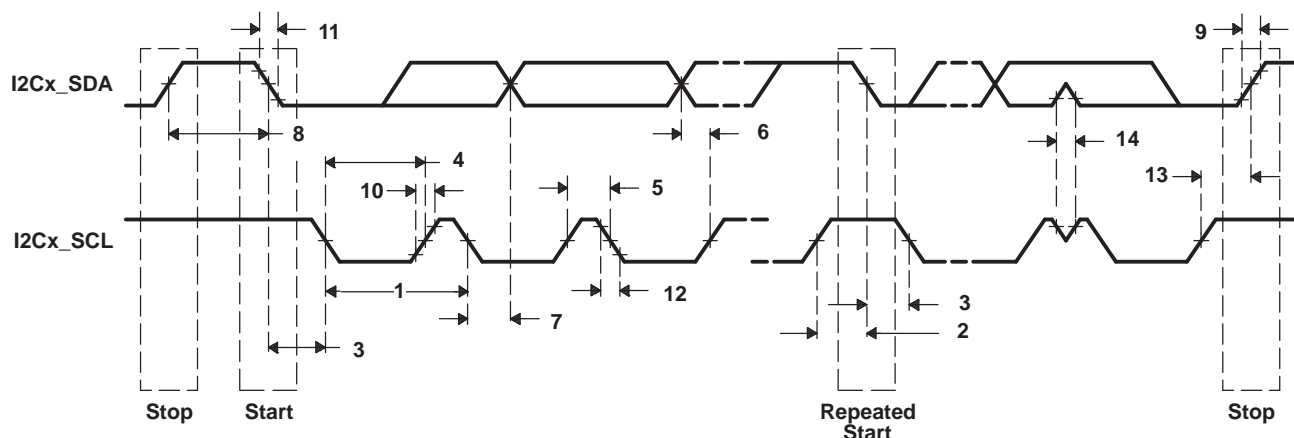 11
9
I2Cx_SDA
8
6
4
14
10
5
13
I2Cx_SCL
1
12
3
7
2
3
Stop
Start
Repeated
Start
Stop